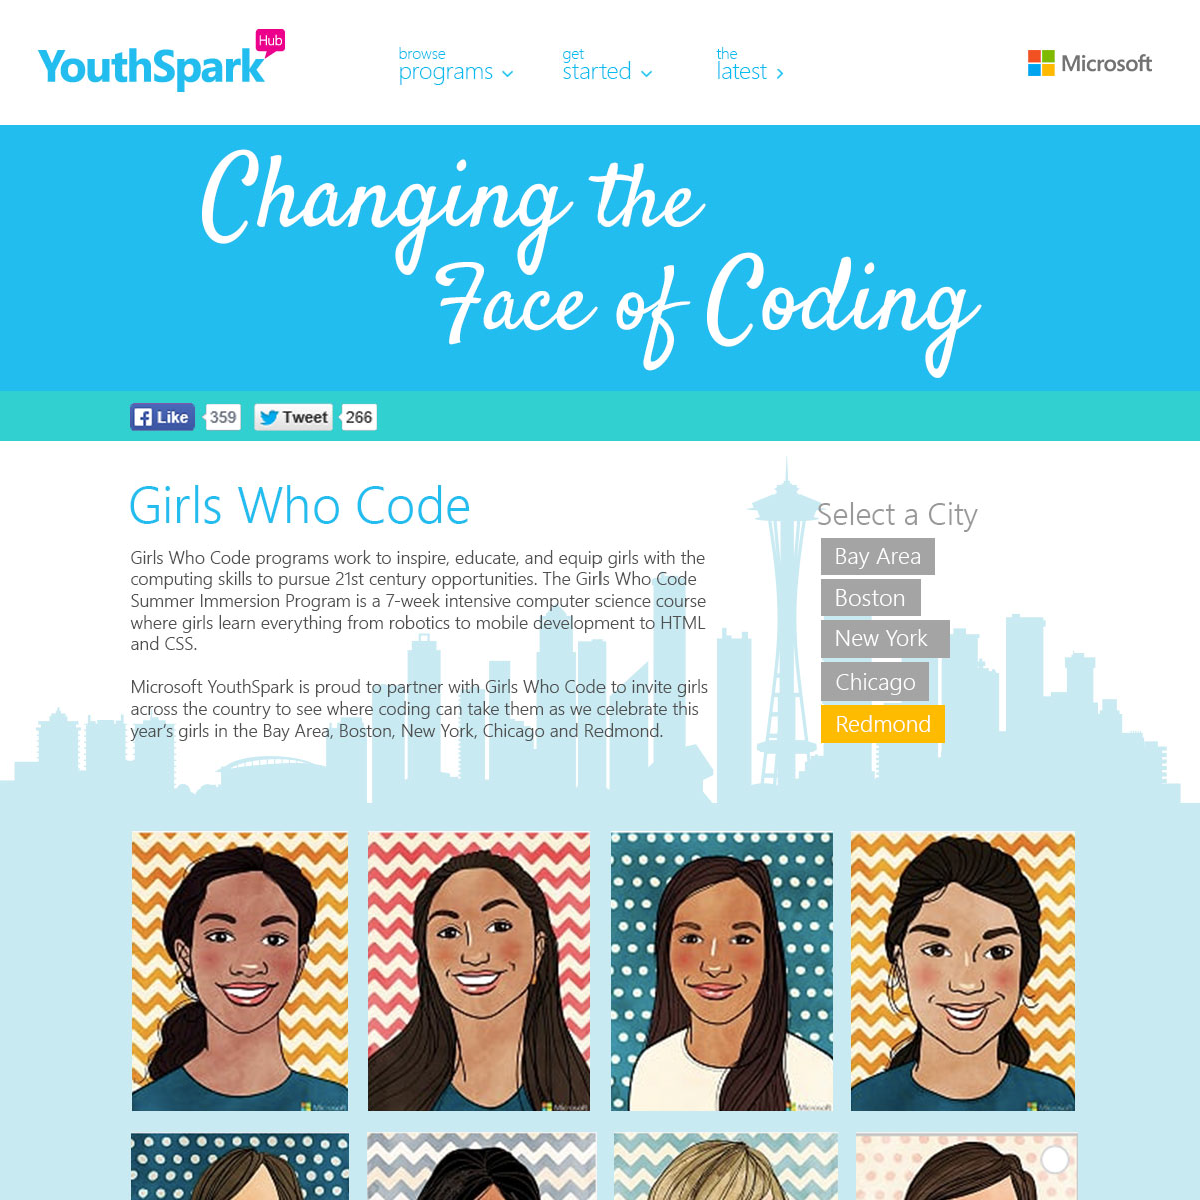 YouthSpark Hub
browse
programs
get
started
the
latest
Microsoft
Changing the
Face of Coding
Like 359 Tweet 266
Girls Who Code
Girls Who Code programs work to inspire, educate, and equip girls with the
computing skills to pursue 21st century opportunities. The Girls Who Code
Summer Immersion Program is a 7-week intensive computer science course
where girls learn everything from robotics to mobile development to HTML
and CSS.
Microsoft YouthSpark is proud to partner with Girls Who Code to invite girls
across the country to see where coding can take them as we celebrate this
year's girls in the Bay Area, Boston, New York, Chicago and Redmond.
Select a City
Bay Area
Boston
New York
Chicago
Redmond
Microsoft
Microsoft
Microsoft
Microsoft